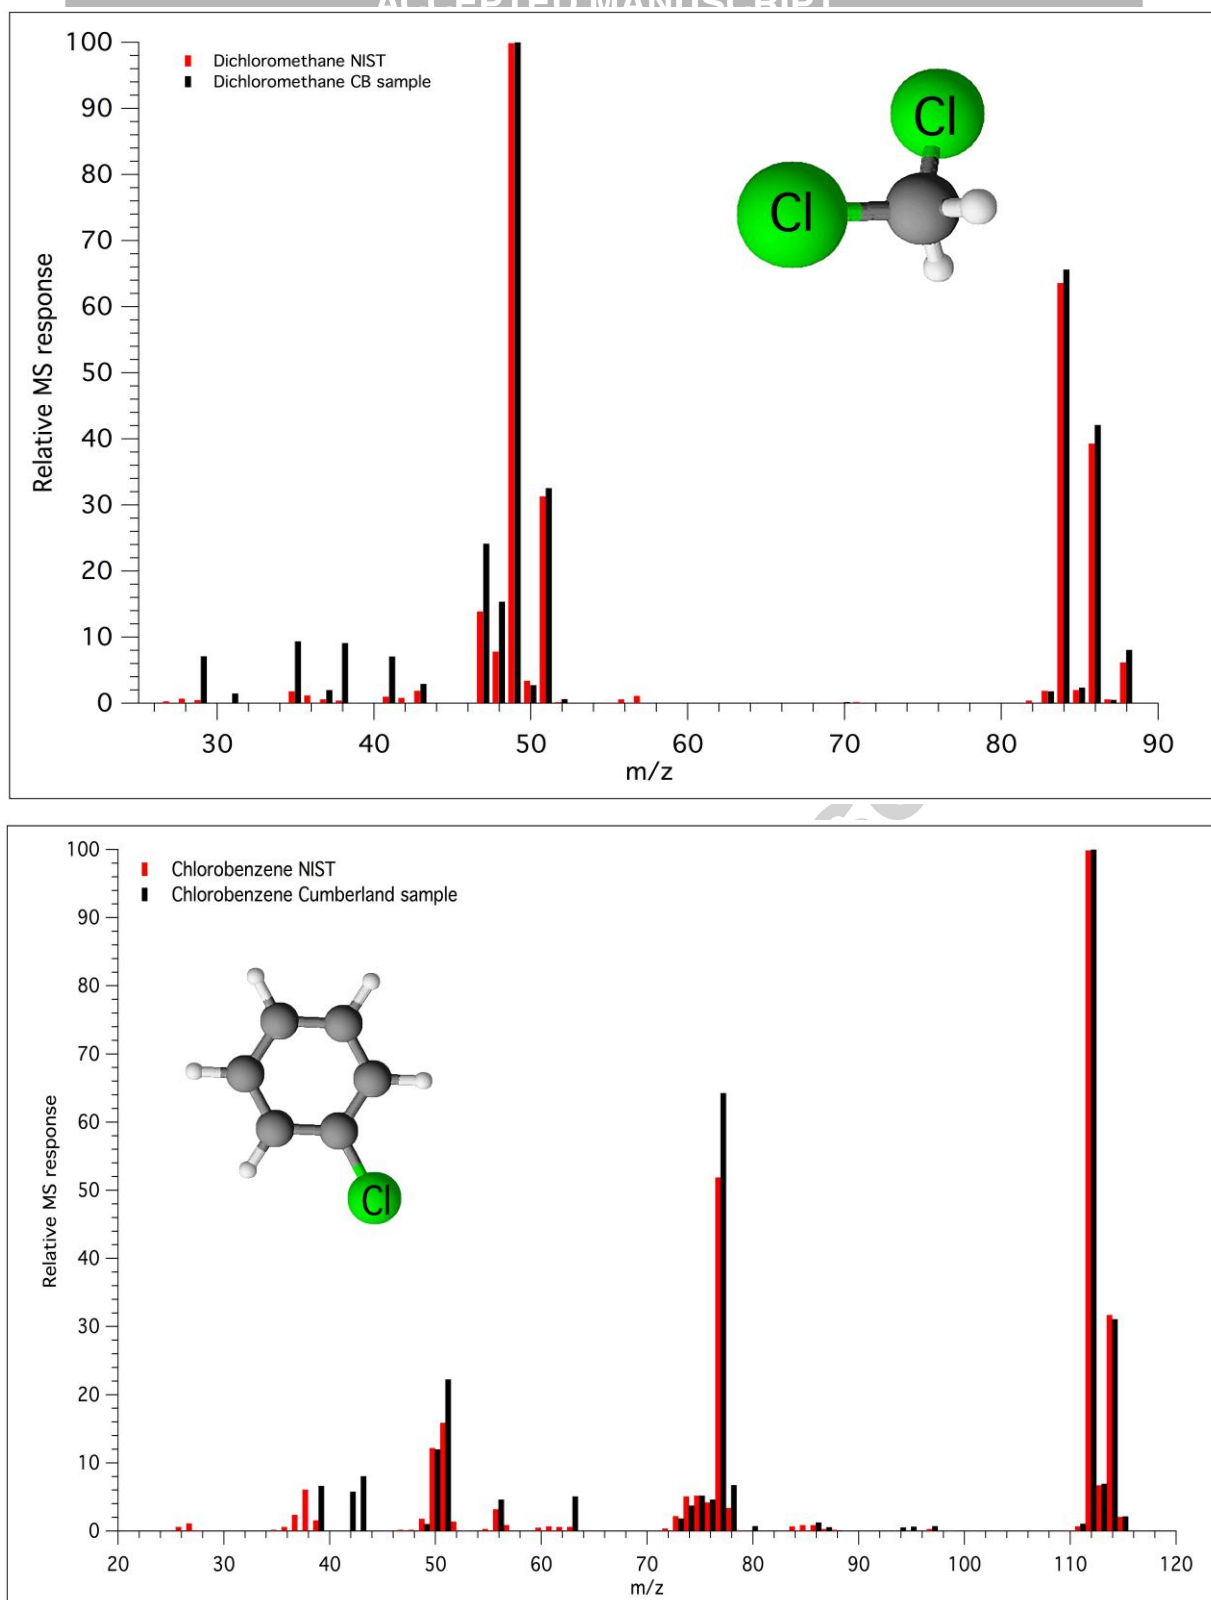 ACCEPTED MANUSCRIPT
Dichloromethane NIST
Dichloromethane CB sample
Cl
Cl
Relative MS response
100
90
80
70
60
50
40
30
20
10
0
30 40 50 60 70 80 90
m/z
Chlorobenzene NIST
Chlorobenzene Cumberland sample
Cl
Relative MS response
100
90
80
70
60
50
40
30
20
10
0
20 30 40 50 60 70 80 90 100 110 120
m/z